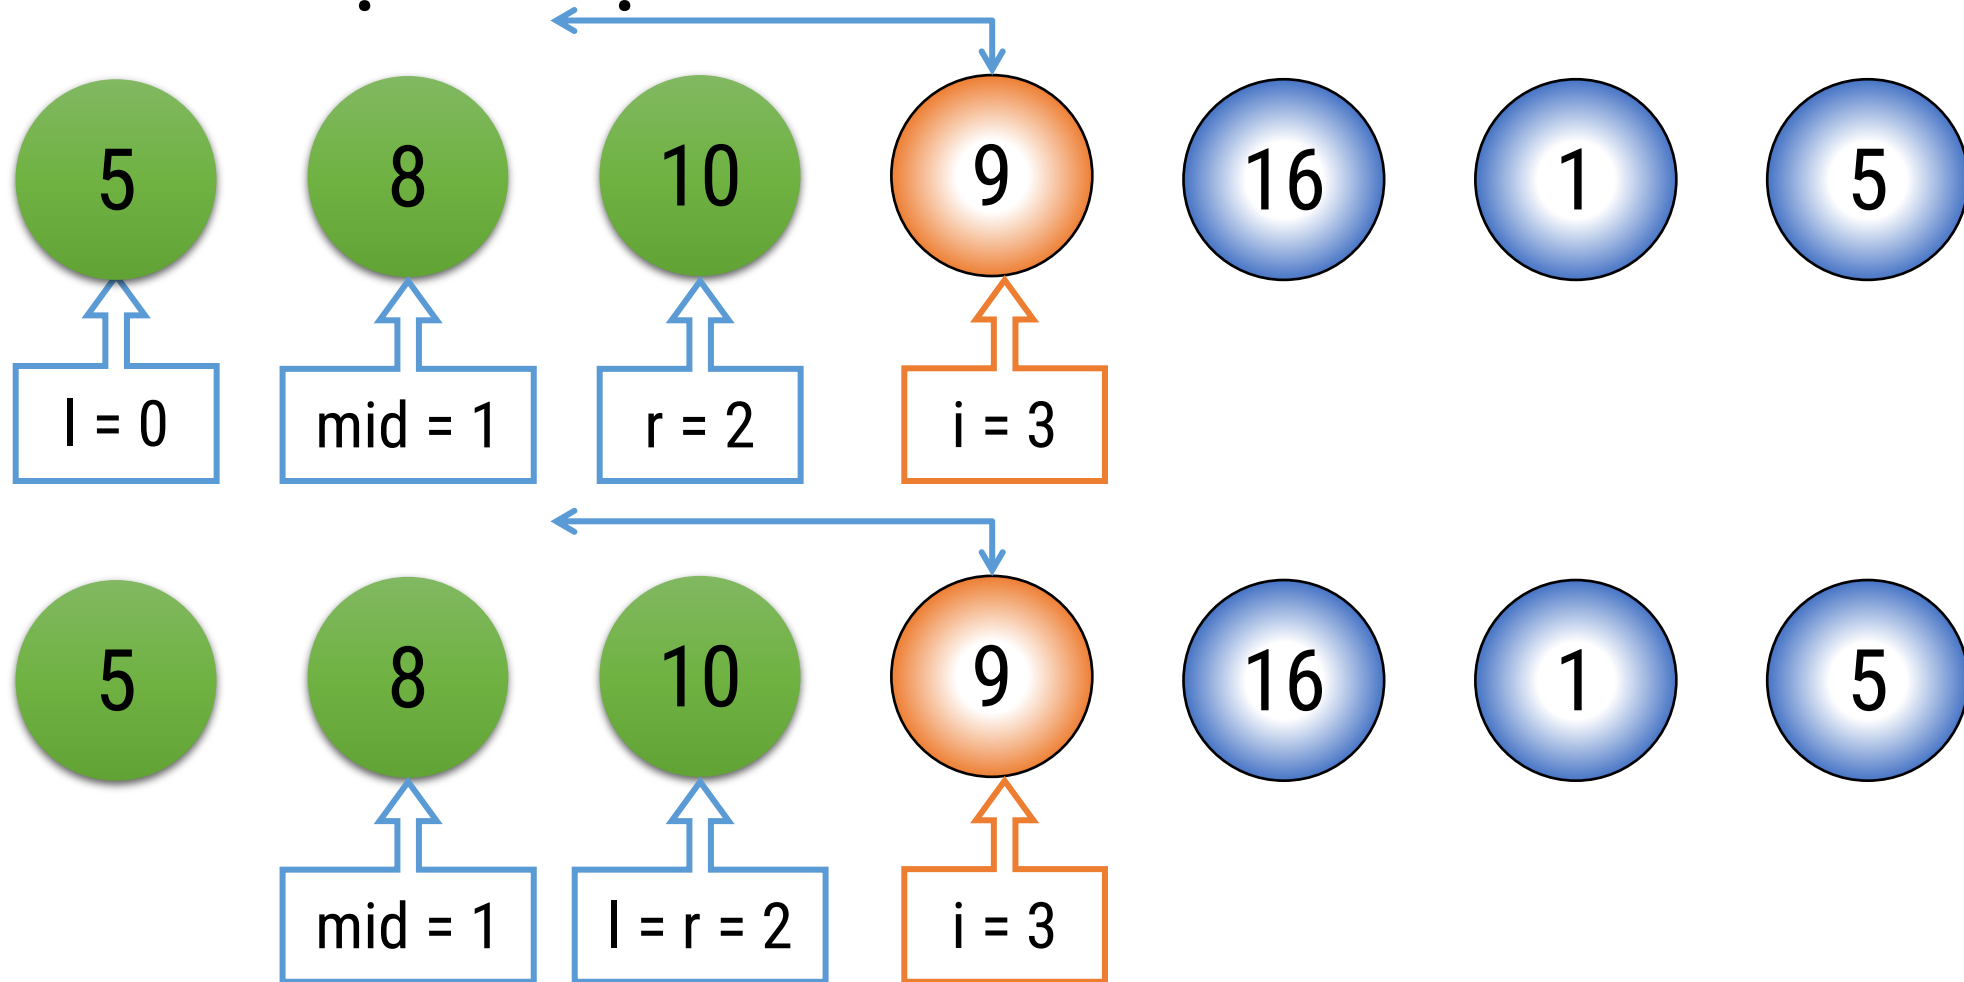 5 8 10 9 16 1 5
l = 0 mid = 1 r = 2 i = 3
5 8 10 9 16 1 5
mid = 1 l = r = 2 i = 3